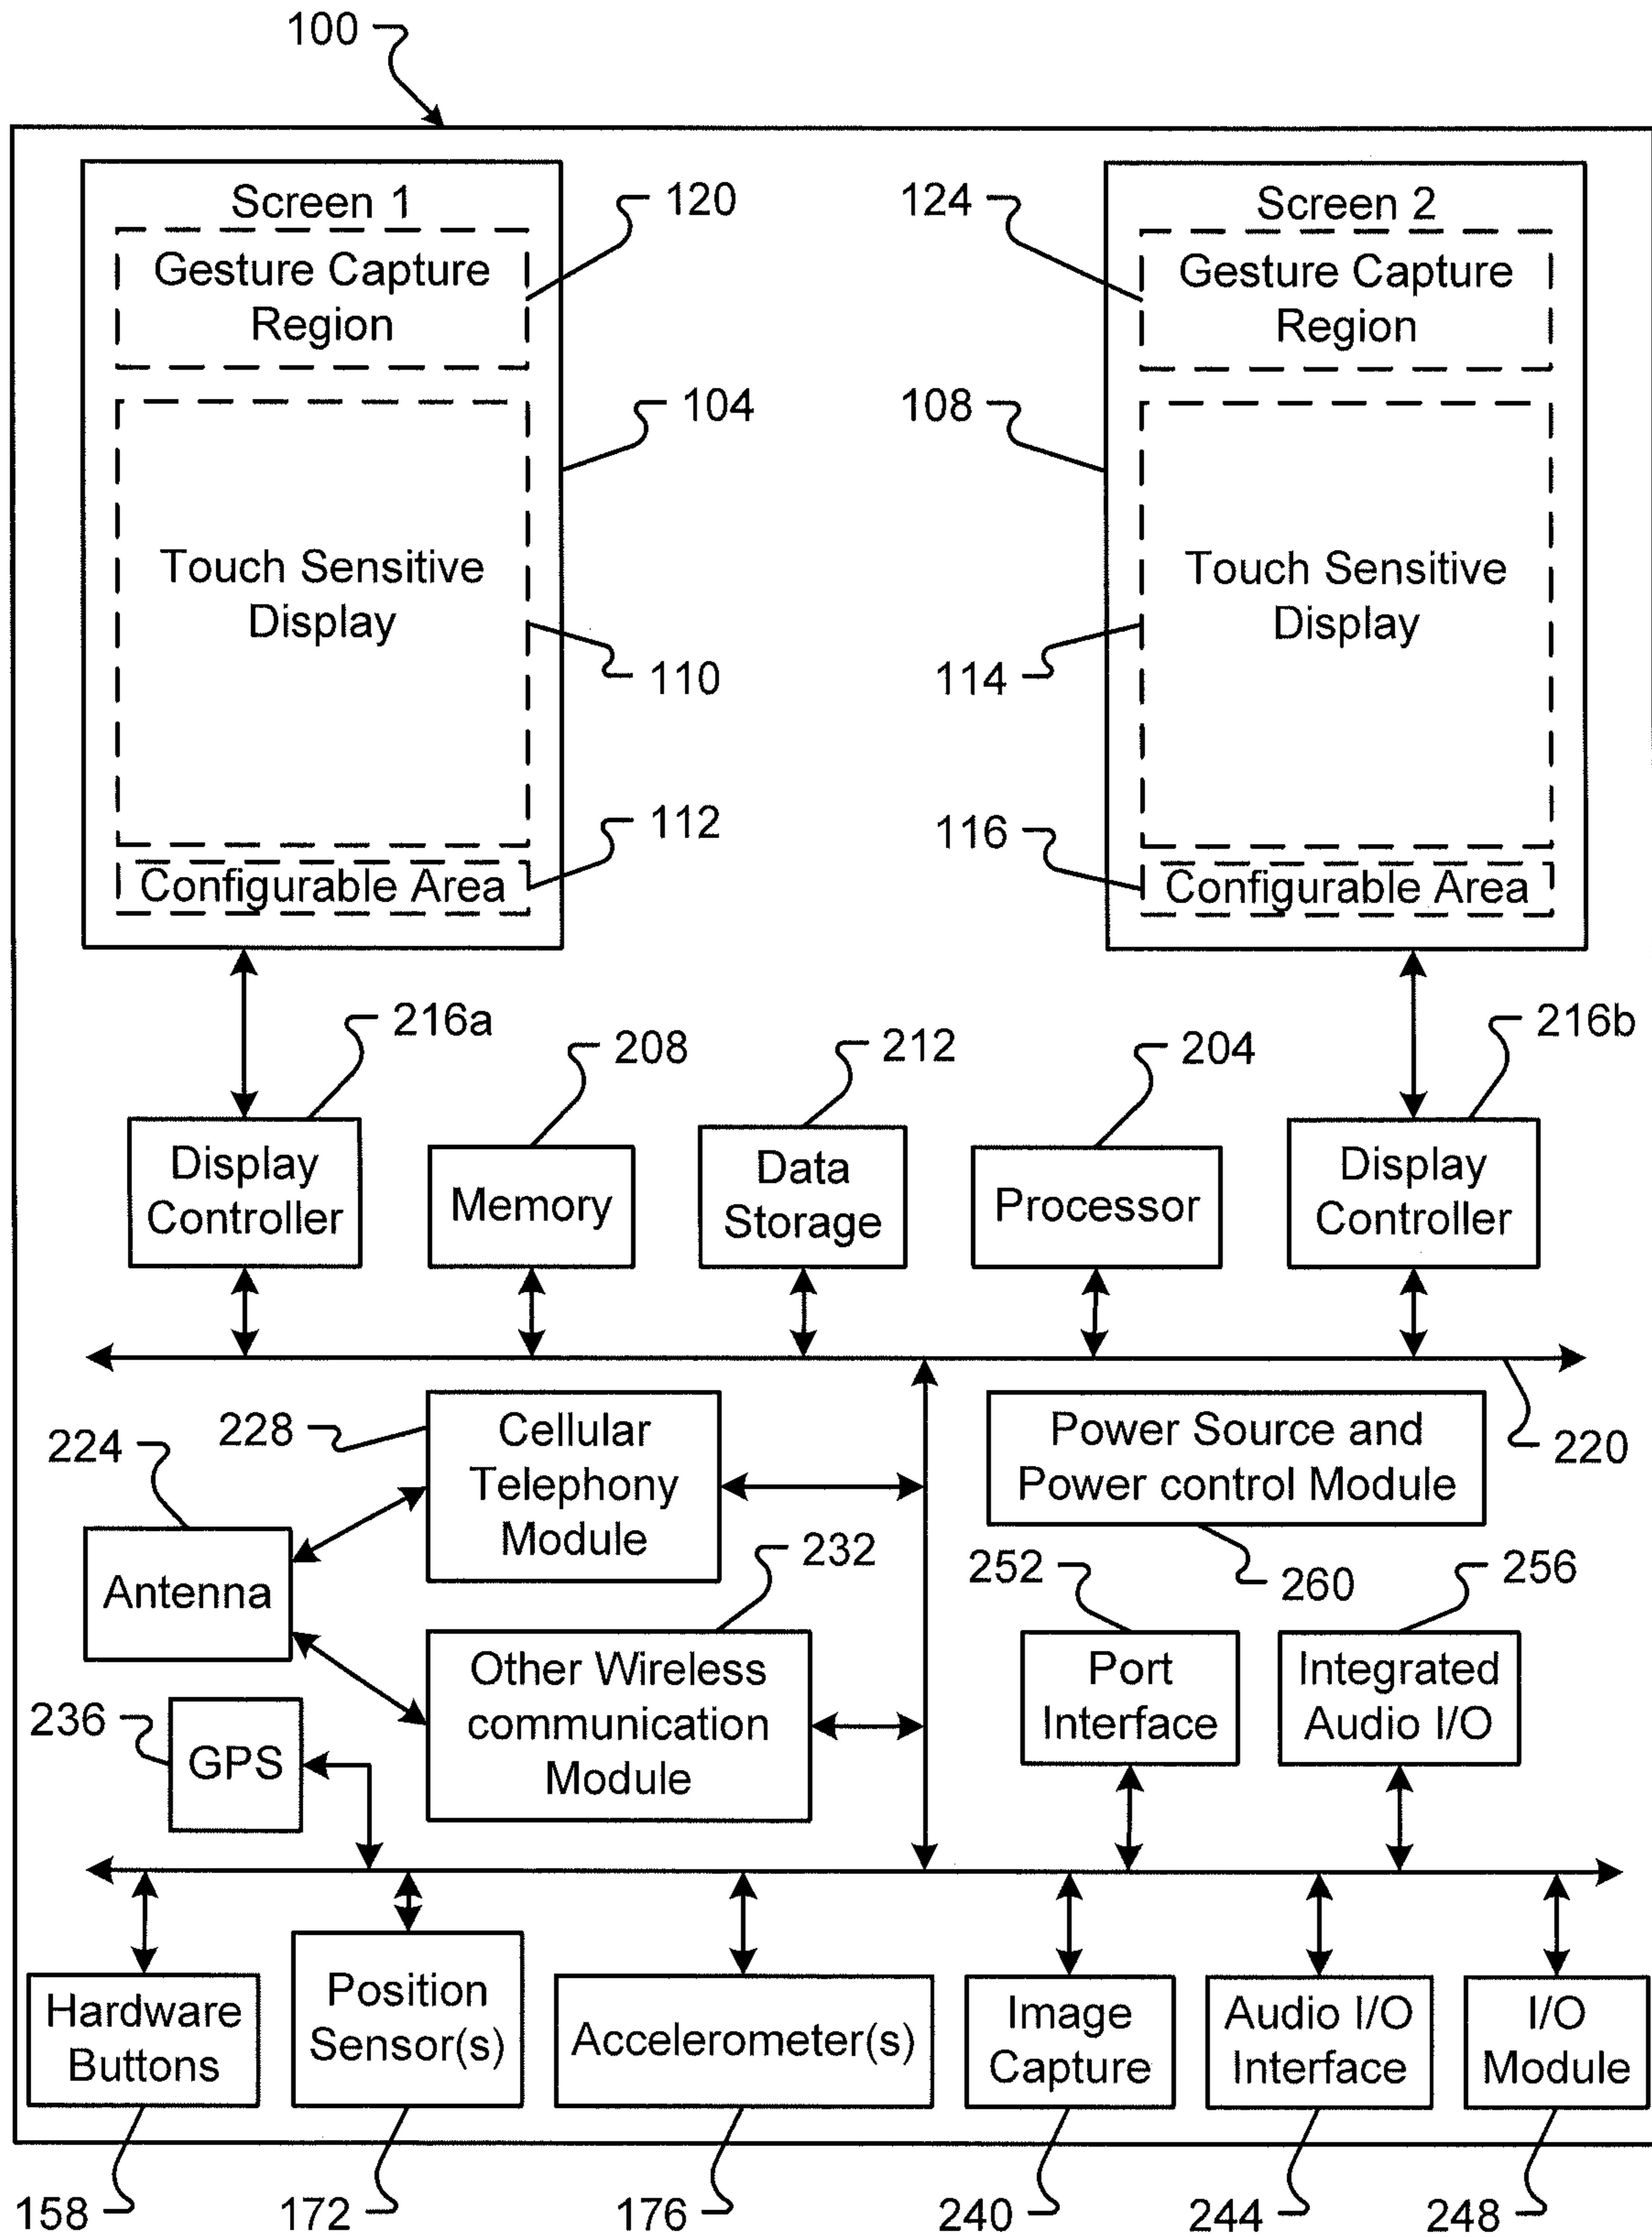 100
Screen 1
120
124
Screen 2
Gesture Capture
Region
Gesture Capture
Region
104
108
Touch Sensitive
Display
Touch Sensitive
Display
110
114
112
116
Configurable Area
Configurable Area
216a
208
212
204
216b
Display
Controller
Memory
Data
Storage
Processor
Display
Controller
228
Cellular
Telephony
Module
Power Source and
Power control Module
220
224
Antenna
232
252
260
256
Other Wireless
communication
Module
Port
Interface
Integrated
Audio I/O
236
GPS
Hardware
Buttons
Position
Sensor(s)
Accelerometer(s)
Image
Capture
Audio I/O
Interface
I/O
Module
158
172
176
240
244
248